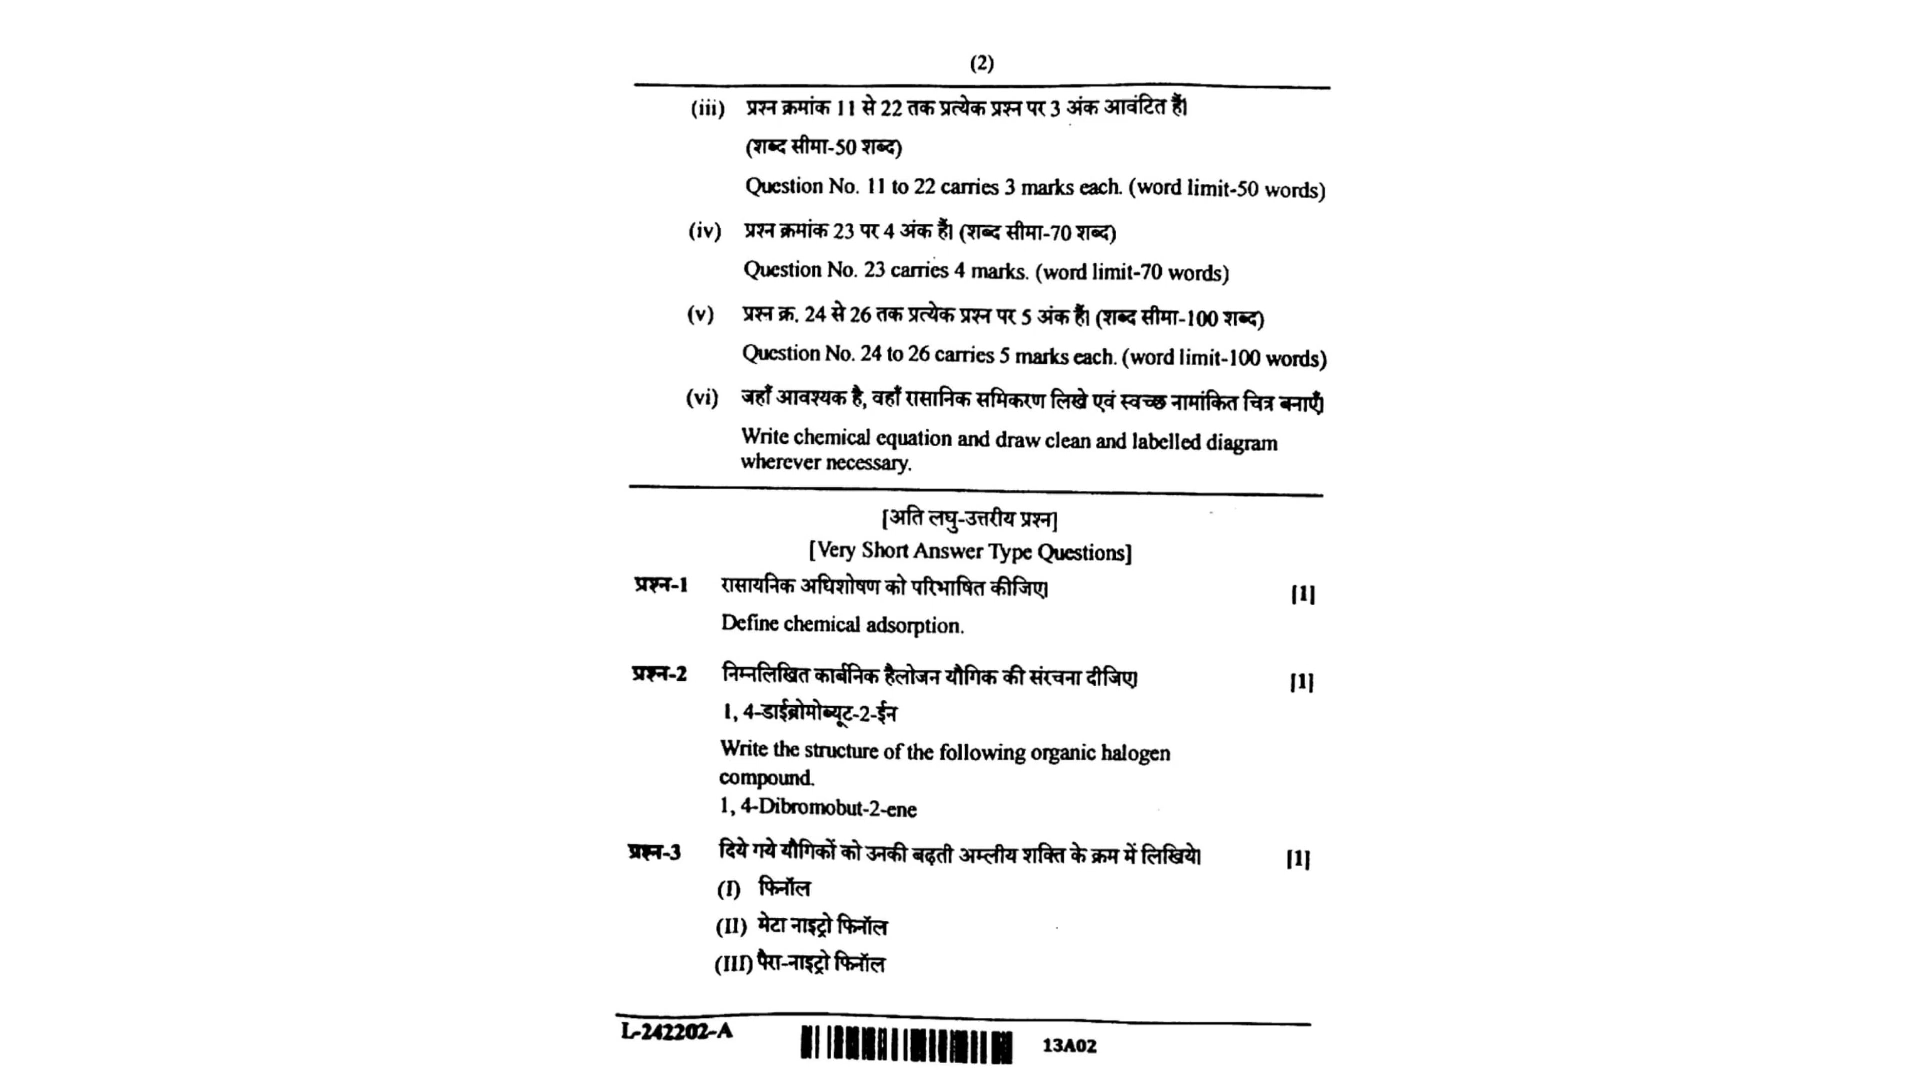 (2)
(iii) प्रश्न क्रमांक 11 से 22 तक प्रत्येक प्रश्न पर 3 अंक आवंटित हैं।
(शब्द सीमा-50 शब्द)
Question No. 11 to 22 carries 3 marks each. (word limit-50 words)
(iv) प्रश्न क्रमांक 23 पर 4 अंक हैं। (शब्द सीमा-70 शब्द)
Question No. 23 carries 4 marks. (word limit-70 words)
(v) प्रश्न क्र. 24 से 26 तक प्रत्येक प्रश्न पर 5 अंक हैं। (शब्द सीमा-100 शब्द)
Question No. 24 to 26 carries 5 marks each. (word limit-100 words)
(vi) जहाँ आवश्यक है, वहाँ रासानिक समिकरण लिखे एवं स्वच्छ नामांकित चित्र बनाएँ।
Write chemical equation and draw clean and labelled diagram
wherever necessary.
[अति लघु-उत्तरीय प्रश्न]
[Very Short Answer Type Questions]
प्रश्न-1 रासायनिक अधिशोषण को परिभाषित कीजिए। [1]
Define chemical adsorption.
प्रश्न-2 निम्नलिखित कार्बनिक हैलोजन यौगिक की संरचना दीजिए। [1]
1, 4-डाईब्रोमोब्यूट-2-ईन
Write the structure of the following organic halogen
compound.
1, 4-Dibromobut-2-ene
प्रश्न-3 दिये गये यौगिकों को उनकी बढ़ती अम्लीय शक्ति के क्रम में लिखिये। [1]
(I) फिनॉल
(II) मेटा नाइट्रो फिनॉल
(III) पैरा-नाइट्रो फिनॉल
L-242202-A 13A02